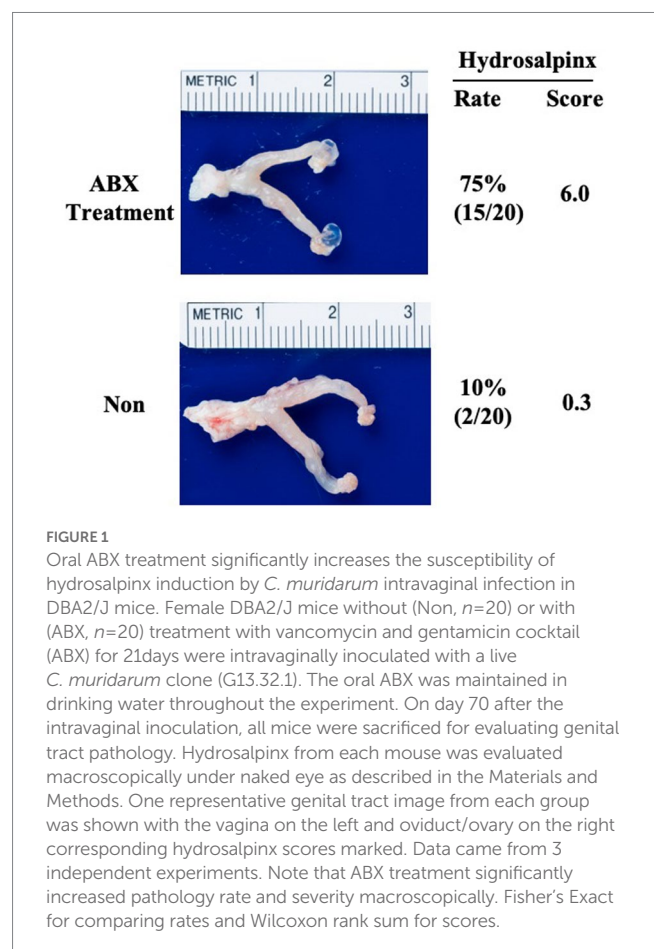 Hydrosalpinx
Rate Score
METRIC 1 2 3
ABX
Treatment
75%
(15/20)
6.0
METRIC 1 2 3
Non
10%
(2/20)
0.3
FIGURE 1
Oral ABX treatment significantly increases the susceptibility of
hydrosalpinx induction by C. muridarum intravaginal infection in
DBA2/J mice. Female DBA2/J mice without (Non, n=20) or with
(ABX, n=20) treatment with vancomycin and gentamicin cocktail
(ABX) for 21days were intravaginally inoculated with a live
C. muridarum clone (G13.32.1). The oral ABX was maintained in
drinking water throughout the experiment. On day 70 after the
intravaginal inoculation, all mice were sacrificed for evaluating genital
tract pathology. Hydrosalpinx from each mouse was evaluated
macroscopically under naked eye as described in the Materials and
Methods. One representative genital tract image from each group
was shown with the vagina on the left and oviduct/ovary on the right
corresponding hydrosalpinx scores marked. Data came from 3
independent experiments. Note that ABX treatment significantly
increased pathology rate and severity macroscopically. Fisher's Exact
for comparing rates and Wilcoxon rank sum for scores.